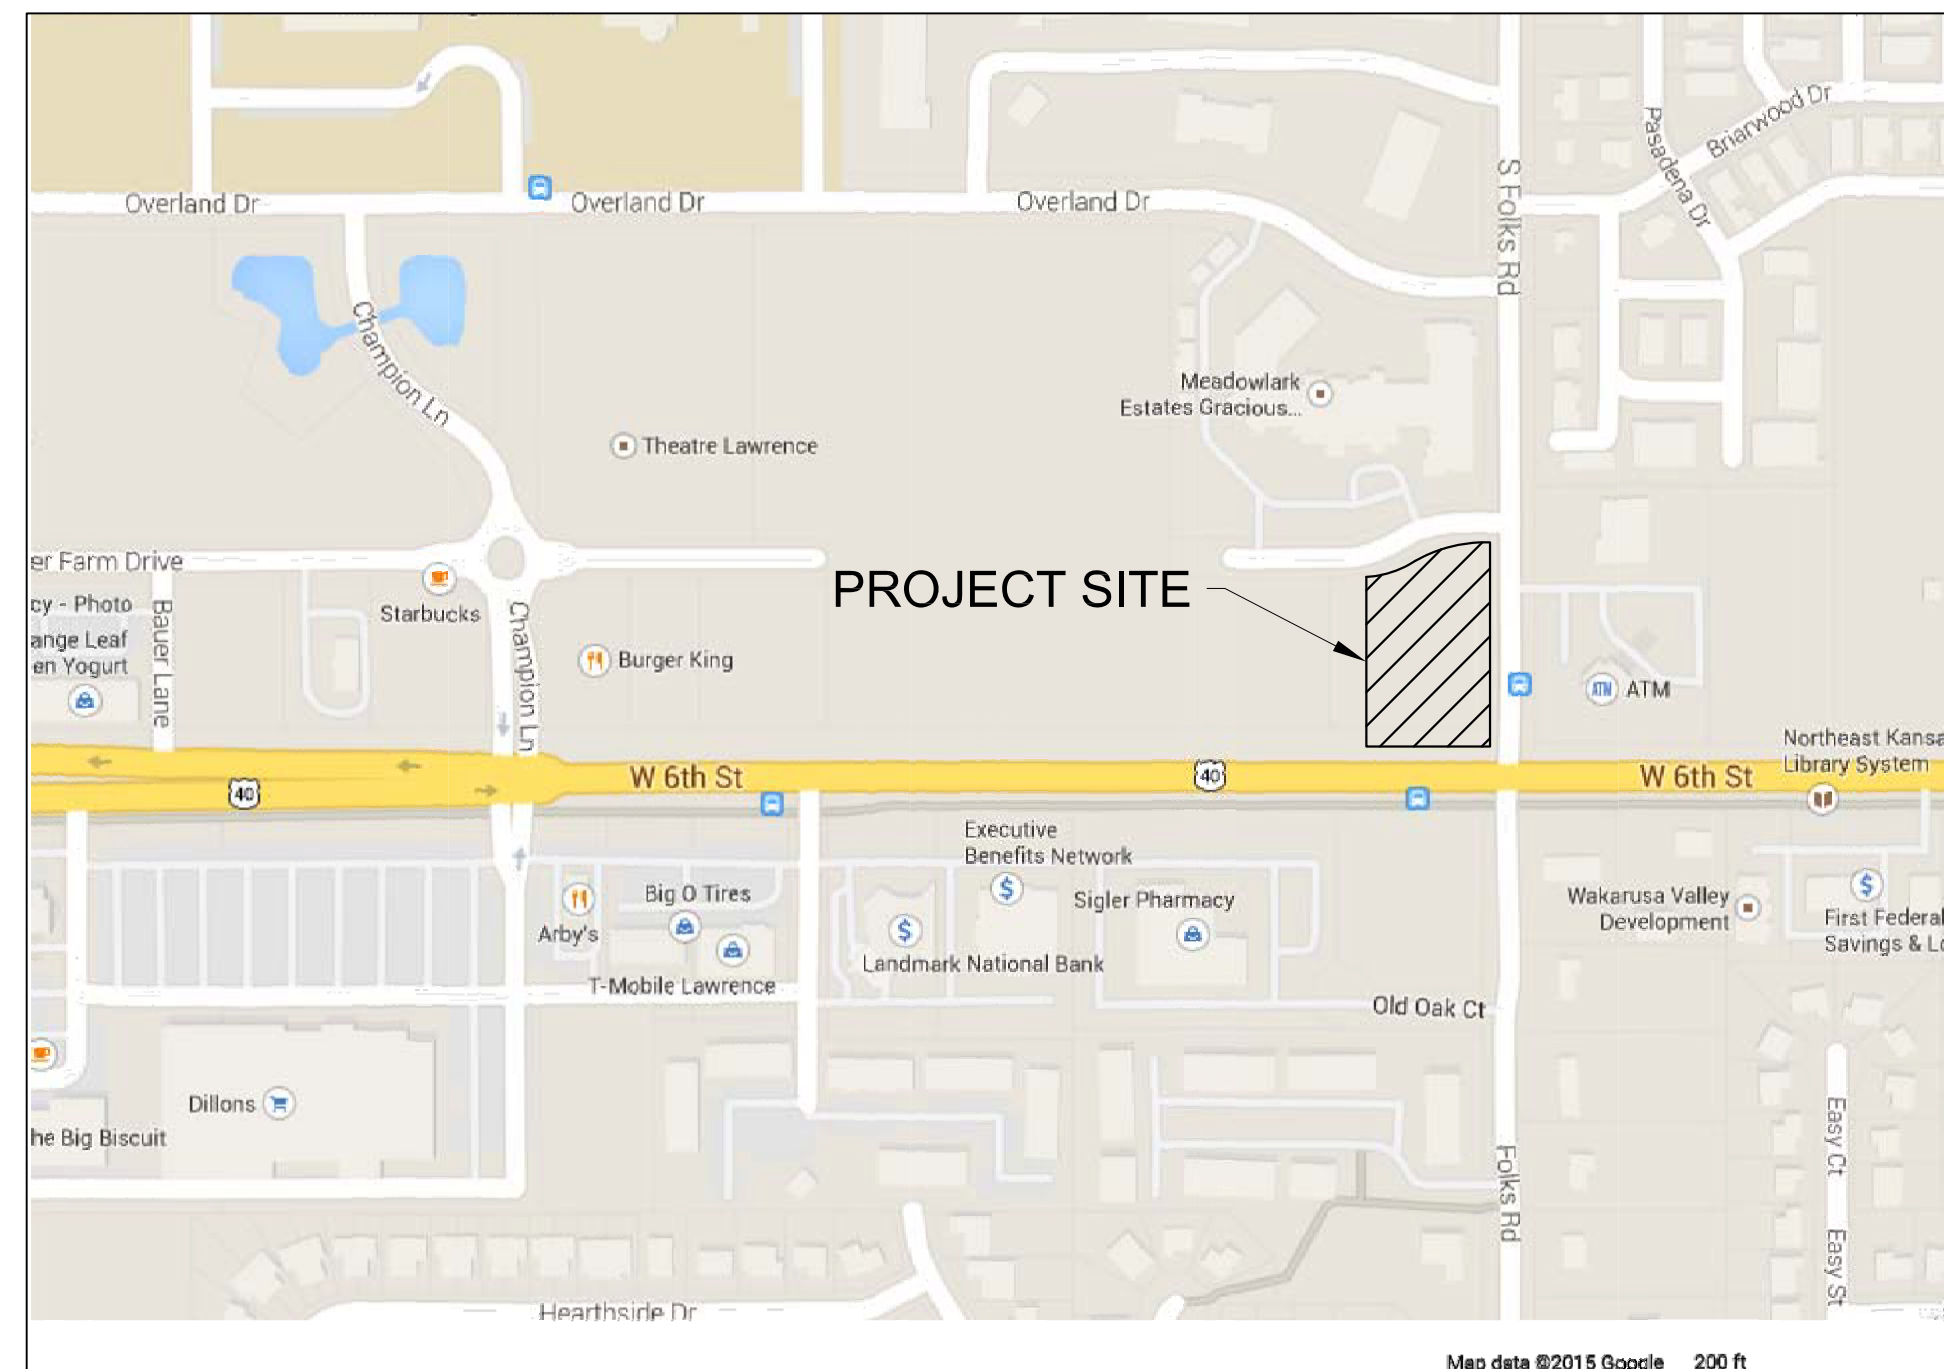 Overland Dr
Overland Dr
Overland Dr
S Folks Rd
Pasadena Dr
Briarwood Dr
Champion Ln
Meadowlark
Estates Gracious...
Theatre Lawrence
er Farm Drive
cy - Photo
ange Leaf
en Yogurt
Bauer Lane
Starbucks
Champion Ln
Burger King
PROJECT SITE
ATM
ATM
W 6th St
40
40
W 6th St
Northeast Kansa
Library System
Executive
Benefits Network
Big O Tires
Arby's
T-Mobile Lawrence
$
$
Landmark National Bank
Sigler Pharmacy
Wakarusa Valley
Development
$
First Federal
Savings & Lo
Old Oak Ct
Dillons
he Big Biscuit
Folks Rd
Easy Ct
Easy St
Hearthside Dr
Map data ©2015 Google 200 ft